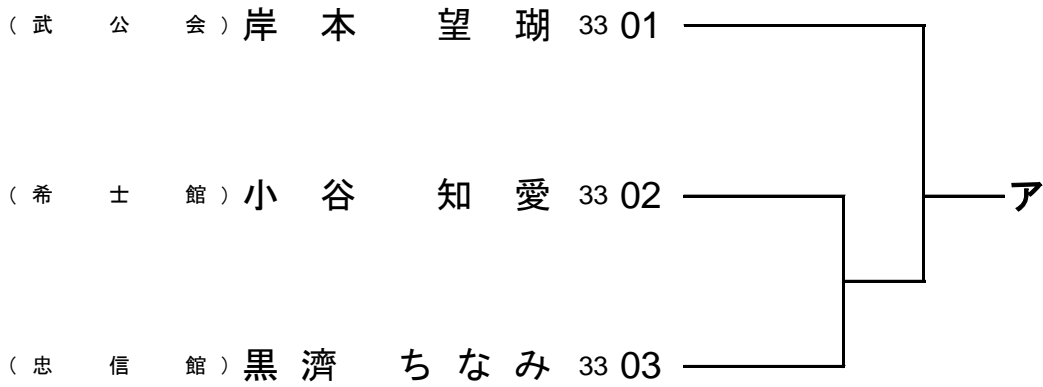 (武公会) 岸本 望瑚 33 01
(希士館) 小谷 知愛 33 02
ア
(忠信館) 黒濟 ちなみ 33 03